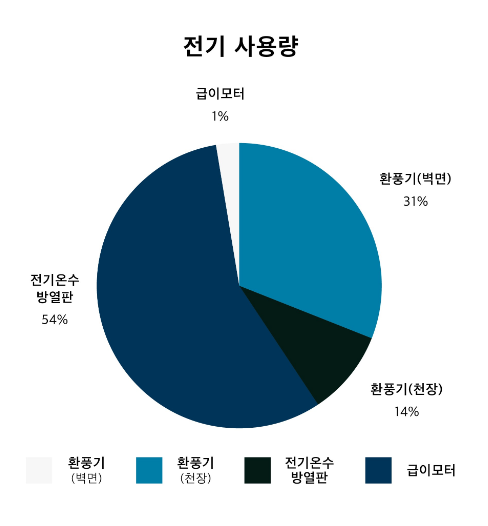 전기 사용량
급이모터
1%
환풍기(벽면)
31%
전기온수
방열판
54%
환풍기(천장)
14%
환풍기
(벽면)
환풍기
(천장)
전기온수
방열판
급이모터